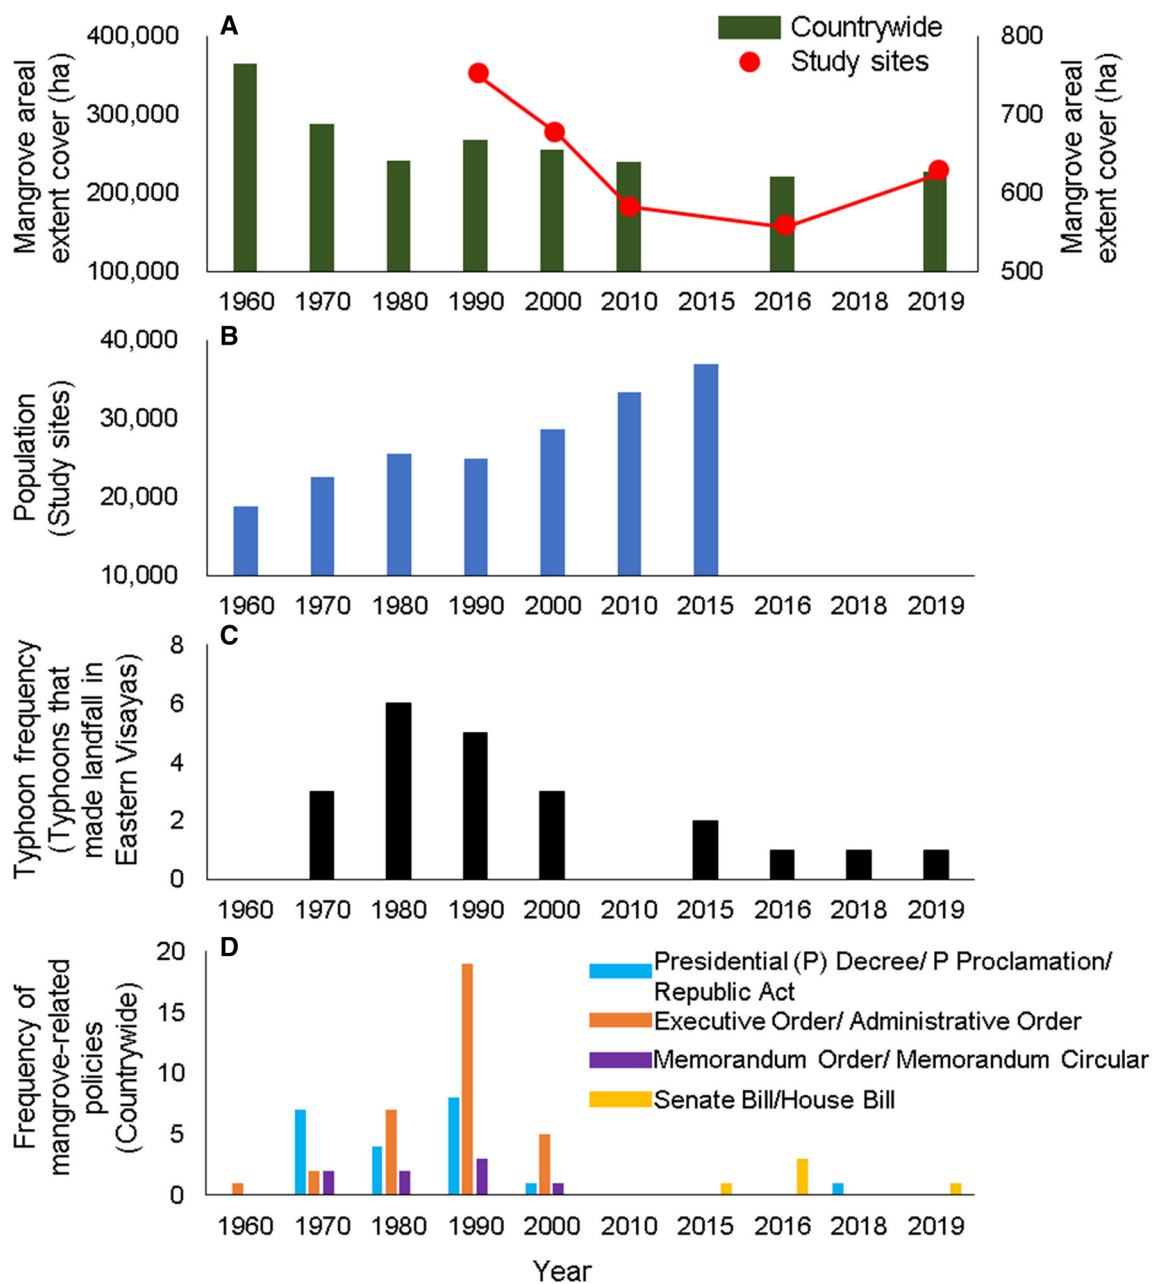 A
Countrywide
Study sites
Mangrove areal
extent cover (ha)
400,000
300,000
200,000
100,000
800
700
600
500
Mangrove areal
extent cover (ha)
1960 1970 1980 1990 2000 2010 2015 2016 2018 2019
B
Population
(Study sites)
40,000
30,000
20,000
10,000
1960 1970 1980 1990 2000 2010 2015 2016 2018 2019
C
Typhoon frequency
(Typhoons that
made landfall in
Eastern Visayas)
8
6
4
2
0
1960 1970 1980 1990 2000 2010 2015 2016 2018 2019
D
Frequency of
mangrove-related
policies
(Countrywide)
20
15
10
5
0
Presidential (P) Decree/ P Proclamation/
Republic Act
Executive Order/ Administrative Order
Memorandum Order/ Memorandum Circular
Senate Bill/House Bill
1960 1970 1980 1990 2000 2010 2015 2016 2018 2019
Year